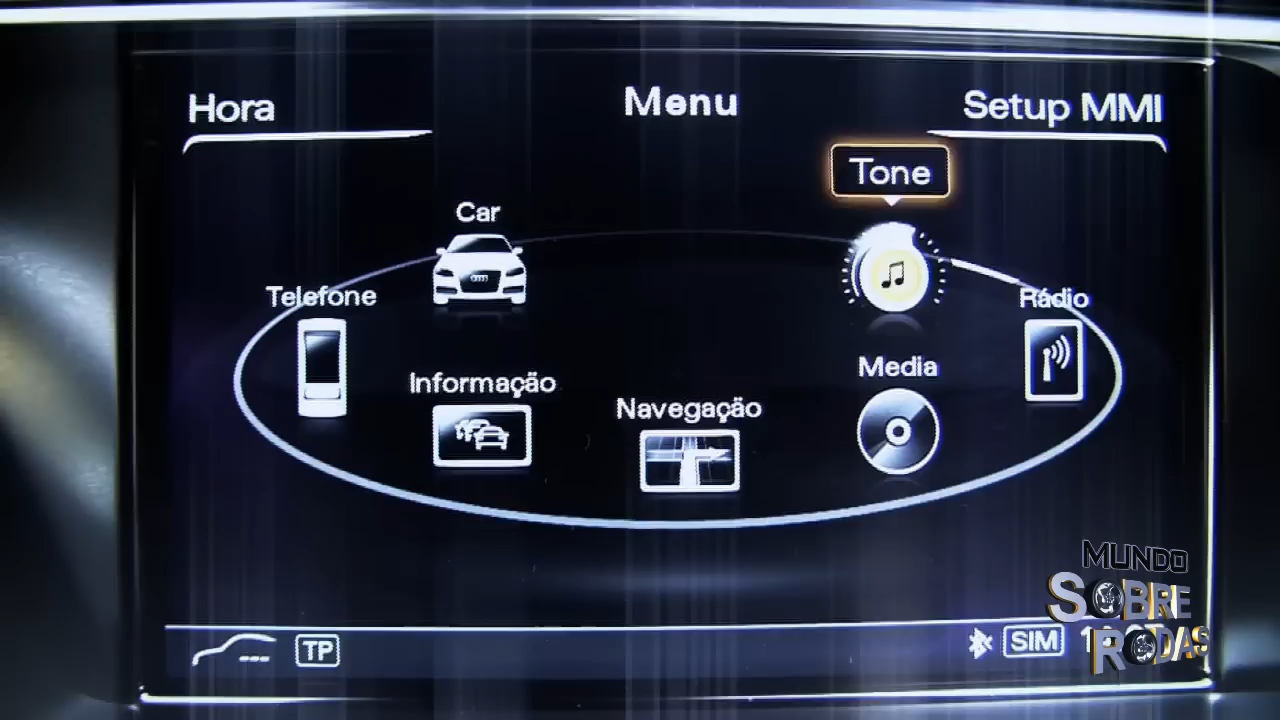 Hora
Menu
Setup MMI
Tone
Car
Telefone
Rádio
Media
Informação
Navegação
TP
SIM
MUNDO
SOBRE
RODAS